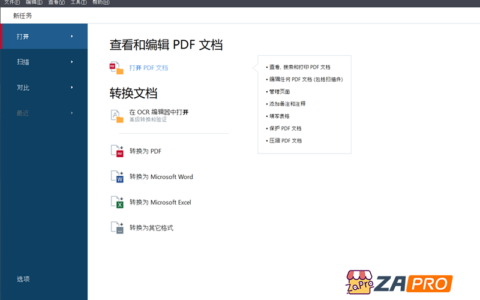 文件(F) 编辑(E) 查看(V) 工具(T) 帮助(H)
新任务
打开
扫描
对比
最近
选项
查看和编辑 PDF 文档
打开 PDF 文档
转换文档
在 OCR 编辑器中打开
高级转换和验证
转换为 PDF
转换为 Microsoft Word
转换为 Microsoft Excel
转换为其它格式
• 查看、搜索和打印 PDF 文档
• 编辑任何 PDF 文档 (包括扫描件)
• 管理页面
• 添加备注和注释
• 填写表格
• 保护 PDF 文档
• 压缩 PDF 文档
ZaPro
ZAPRO